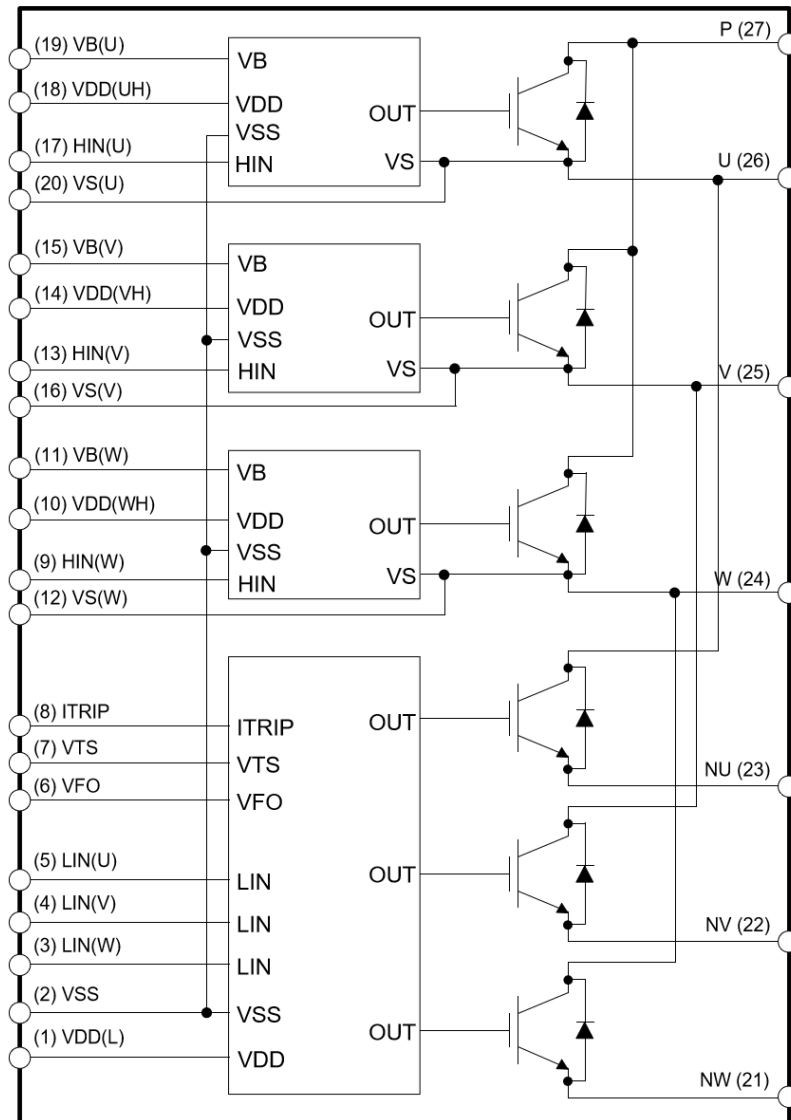 (19) VB(U)
VB
P (27)
(18) VDD(UH)
VDD
OUT
VSS
(17) HIN(U)
HIN
VS
U (26)
(20) VS(U)
(15) VB(V)
VB
(14) VDD(VH)
VDD
OUT
VSS
(13) HIN(V)
HIN
VS
V (25)
(16) VS(V)
(11) VB(W)
VB
(10) VDD(WH)
VDD
OUT
VSS
(9) HIN(W)
HIN
VS
W (24)
(12) VS(W)
(8) ITRIP
ITRIP
OUT
(7) VTS
VTS
NU (23)
(6) VFO
VFO
(5) LIN(U)
LIN
OUT
(4) LIN(V)
LIN
NV (22)
(3) LIN(W)
LIN
(2) VSS
VSS
OUT
(1) VDD(L)
VDD
NW (21)